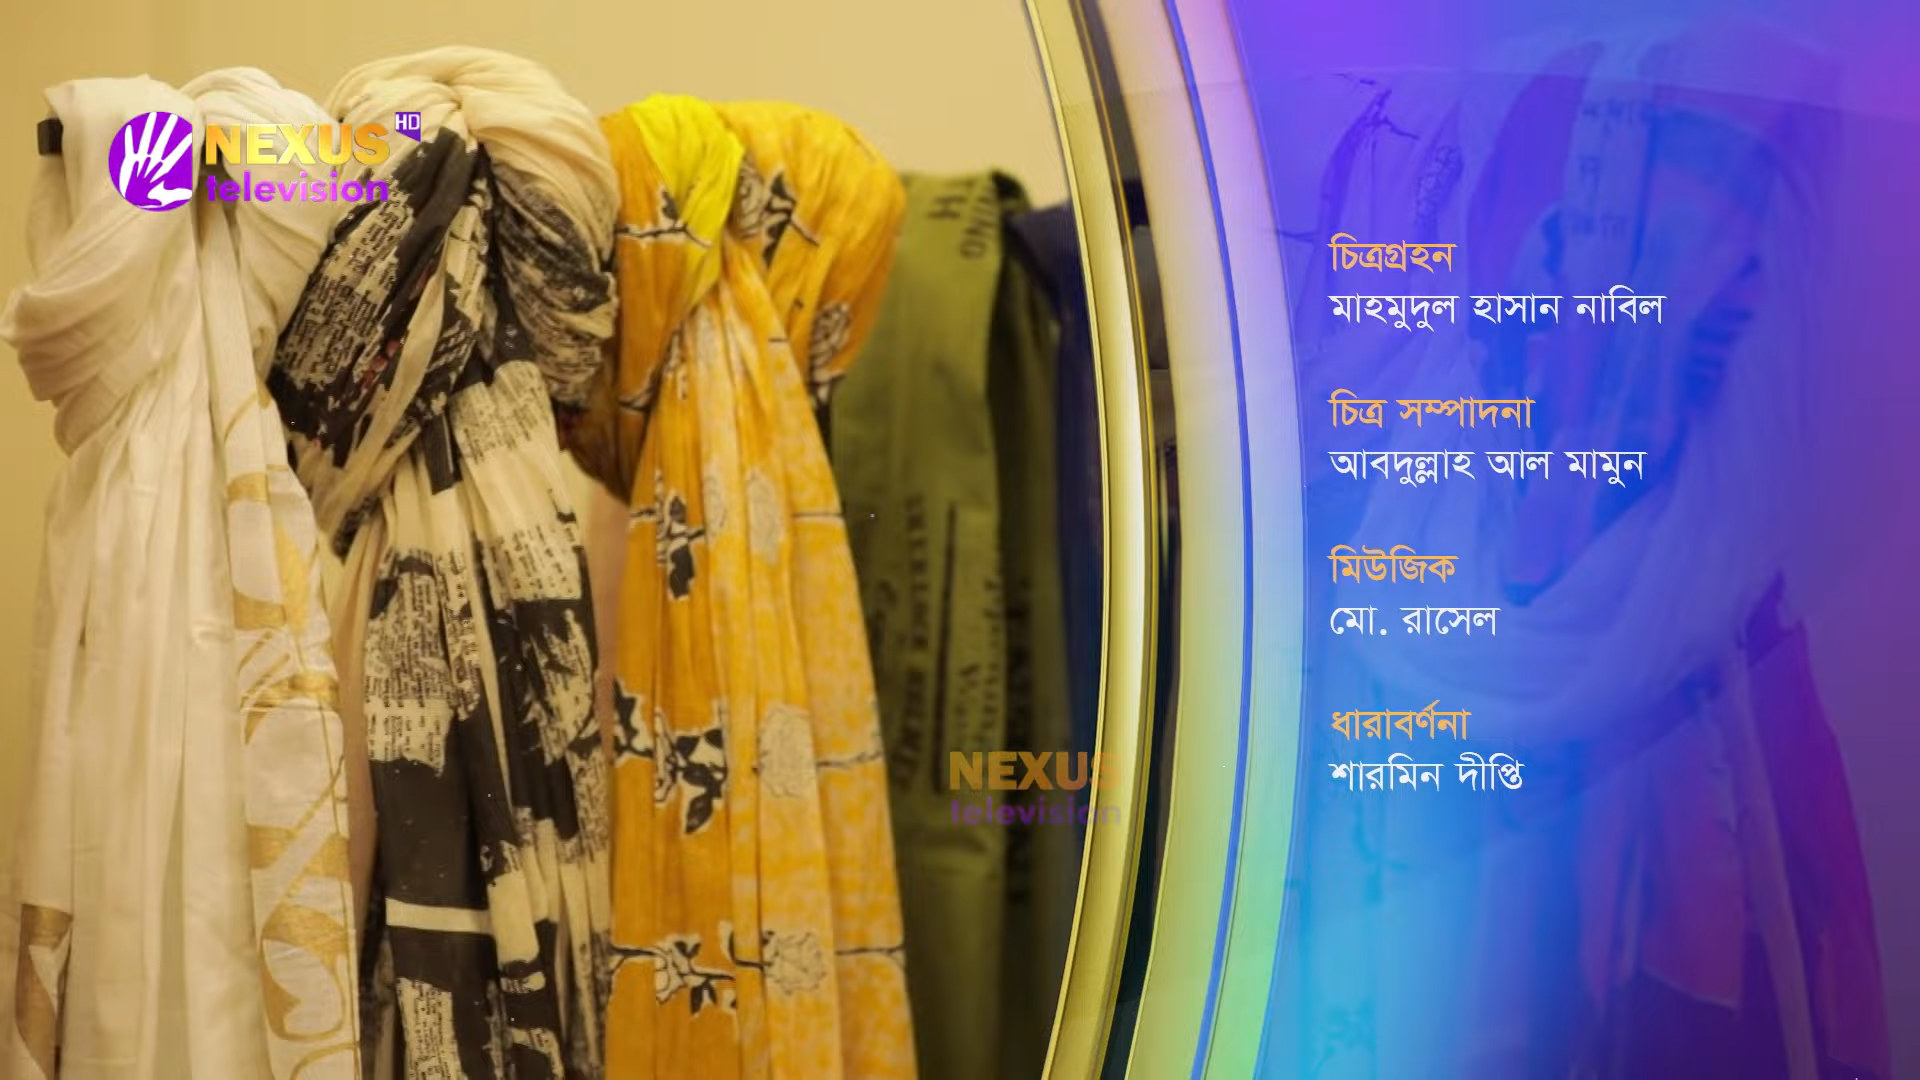 NEXUS HD
television
চিত্রগ্রহন
মাহমুদুল হাসান নাবিল
চিত্র সম্পাদনা
আবদুল্লাহ আল মামুন
মিউজিক
মো. রাসেল
ধারাবর্ণনা
শারমিন দীপ্তি
NEXUS
television